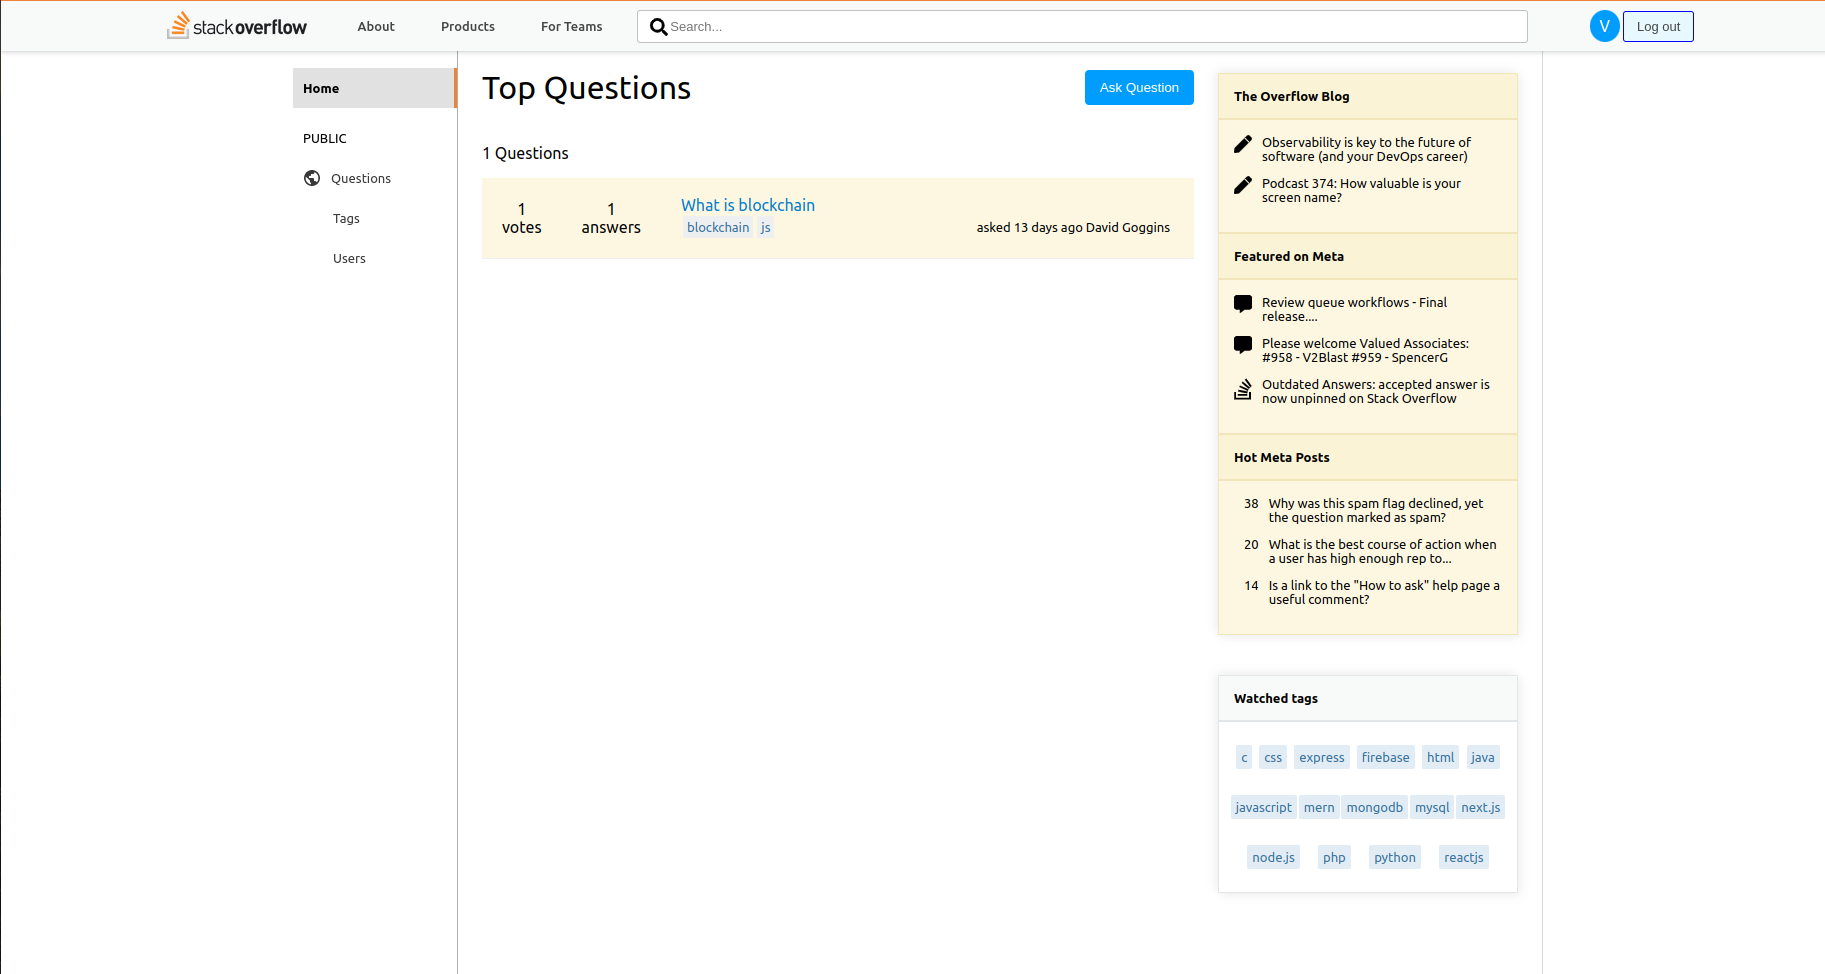 stackoverflow About Products For Teams Search... V Log out
Home
PUBLIC
Questions
Tags
Users
Top Questions
Ask Question
1 Questions
1 votes
1 answers
What is blockchain
blockchain js
asked 13 days ago David Goggins
The Overflow Blog
Observability is key to the future of
software (and your DevOps career)
Podcast 374: How valuable is your
screen name?
Featured on Meta
Review queue workflows - Final
release....
Please welcome Valued Associates:
#958 - V2Blast #959 - SpencerG
Outdated Answers: accepted answer is
now unpinned on Stack Overflow
Hot Meta Posts
38 Why was this spam flag declined, yet
the question marked as spam?
20 What is the best course of action when
a user has high enough rep to...
14 Is a link to the "How to ask" help page a
useful comment?
Watched tags
c css express firebase html java
javascript mern mongodb mysql next.js
node.js php python reactjs